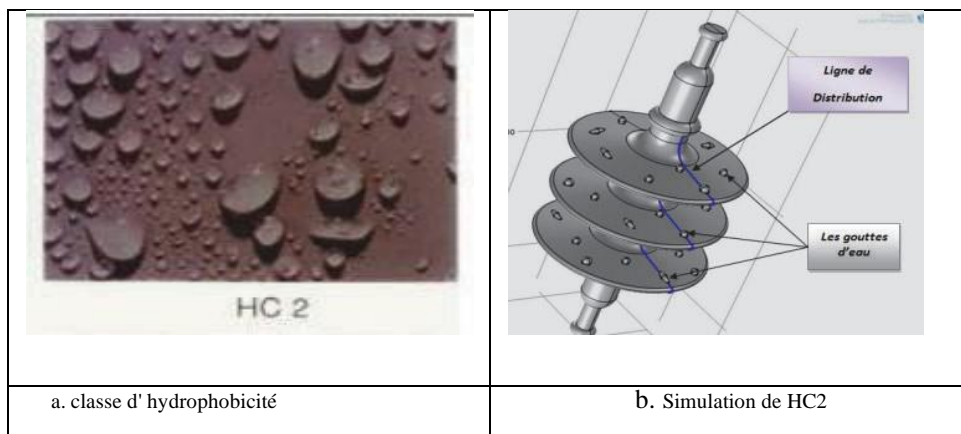 HC 2
Ligne de
Distribution
Les gouttes
d'eau
a. classe d' hydrophobicité
b. Simulation de HC2